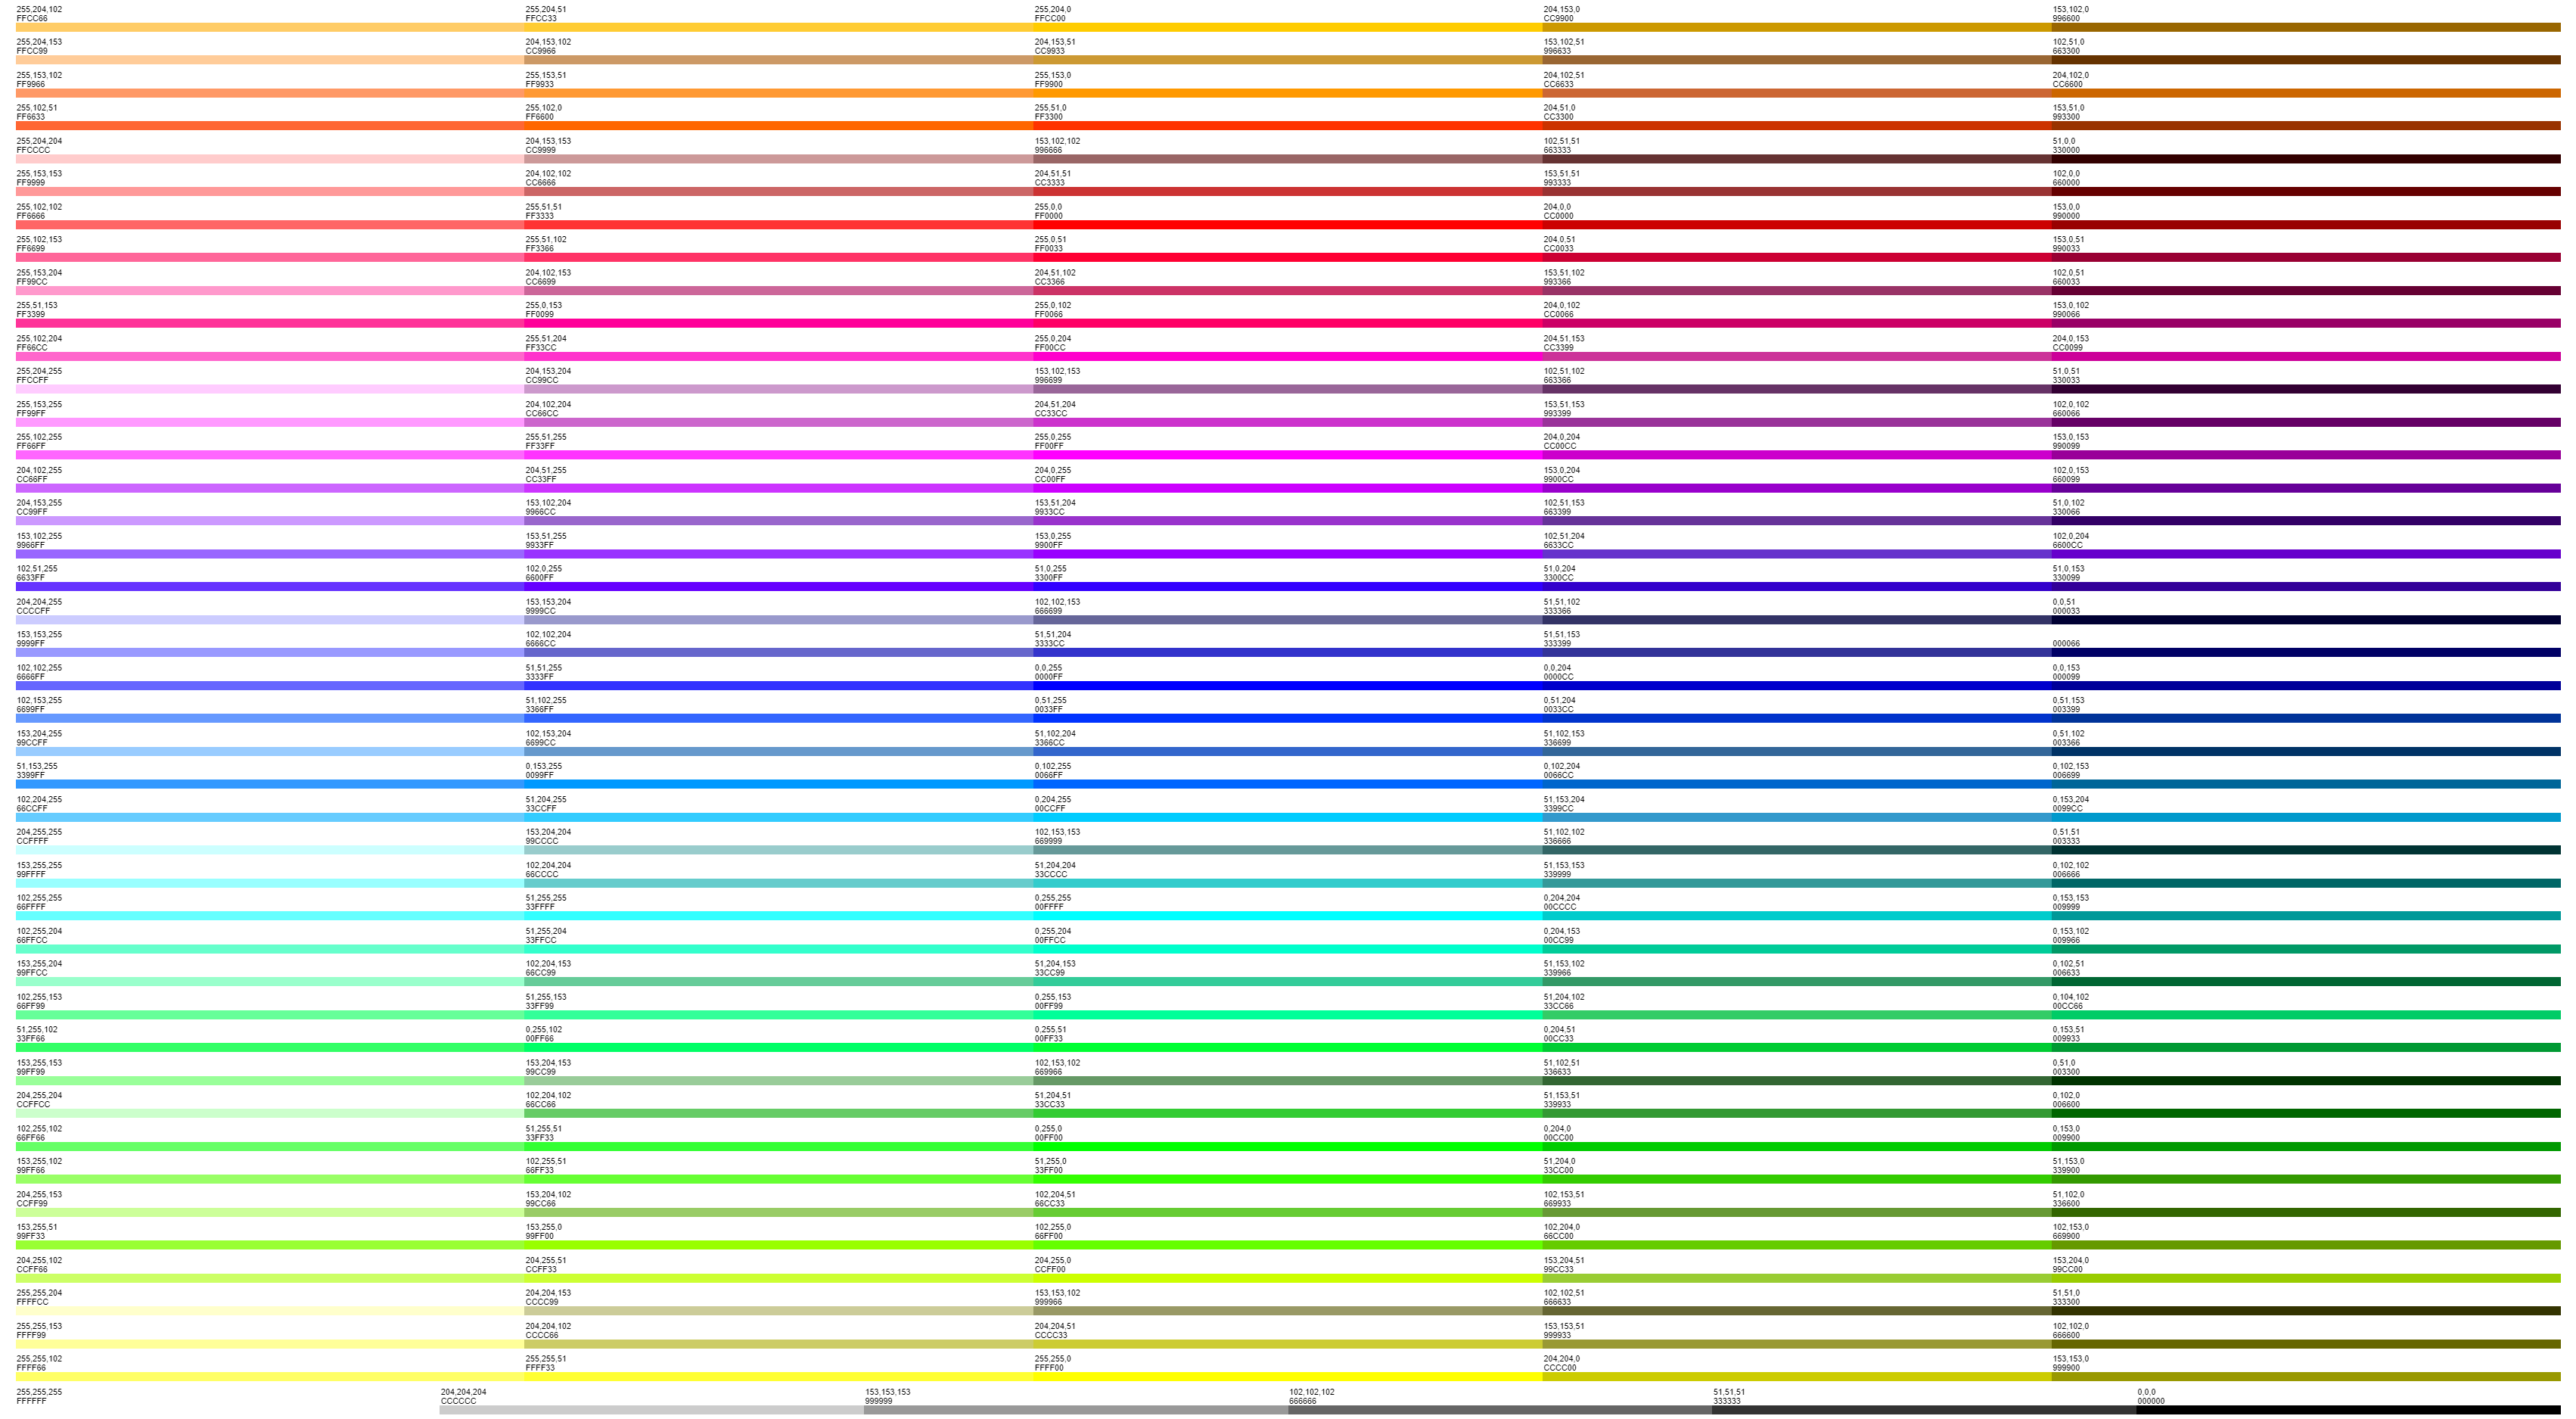 255,204,102 255,204,51 255,204,0 204,153,0 153,102,0
FFCC66 FFCC33 FFCC00 CC9900 996600
255,204,153 204,153,102 204,153,51 153,102,51 102,51,0
FFCC99 CC9966 CC9933 996633 663300
255,153,102 255,153,51 255,153,0 204,102,51 204,102,0
FF9966 FF9933 FF9900 CC6633 CC6600
255,102,51 255,102,0 255,51,0 204,51,0 153,51,0
FF6633 FF6600 FF3300 CC3300 993300
255,204,204 204,153,153 153,102,102 102,51,51 51,0,0
FFCCCC CC9999 996666 663333 330000
255,153,153 204,102,102 204,51,51 153,51,51 102,0,0
FF9999 CC6666 CC3333 993333 660000
255,102,102 255,51,51 255,0,0 204,0,0 153,0,0
FF6666 FF3333 FF0000 CC0000 990000
255,102,153 255,51,102 255,0,51 204,0,51 153,0,51
FF6699 FF3366 FF0033 CC0033 990033
255,153,204 204,102,153 204,51,102 153,51,102 102,0,51
FF99CC CC6699 CC3366 993366 660033
255,51,153 255,0,153 255,0,102 204,0,102 153,0,102
FF3399 FF0099 FF0066 CC0066 990066
255,102,204 255,51,204 255,0,204 204,51,153 204,0,153
FF66CC FF33CC FF00CC CC3399 CC0099
255,204,255 204,153,204 153,102,153 102,51,102 51,0,51
FFCCFF CC99CC 996699 663366 330033
255,153,255 204,102,204 204,51,204 153,51,153 102,0,102
FF99FF CC66CC CC33CC 993399 660066
255,102,255 255,51,255 255,0,255 204,0,204 153,0,153
FF66FF FF33FF FF00FF CC00CC 990099
204,102,255 204,51,255 204,0,255 153,0,204 102,0,153
CC66FF CC33FF CC00FF 9900CC 660099
204,153,255 153,102,204 153,51,204 102,51,153 51,0,102
CC99FF 9966CC 9933CC 663399 330066
153,102,255 153,51,255 153,0,255 102,51,204 102,0,204
9966FF 9933FF 9900FF 6633CC 6600CC
102,51,255 102,0,255 51,0,255 51,0,204 51,0,153
6633FF 6600FF 3300FF 3300CC 330099
204,204,255 153,153,204 102,102,153 51,51,102 0,0,51
CCCCFF 9999CC 666699 333366 000033
153,153,255 102,102,204 51,51,204 51,51,153
9999FF 6666CC 3333CC 333399 000066
102,102,255 51,51,255 0,0,255 0,0,204 0,0,153
6666FF 3333FF 0000FF 0000CC 000099
102,153,255 51,102,255 0,51,255 0,51,204 0,51,153
6699FF 3366FF 0033FF 0033CC 003399
153,204,255 102,153,204 51,102,204 51,102,153 0,51,102
99CCFF 6699CC 3366CC 336699 003366
51,153,255 0,153,255 0,102,255 0,102,204 0,102,153
3399FF 0099FF 0066FF 0066CC 006699
102,204,255 51,204,255 0,204,255 51,153,204 0,153,204
66CCFF 33CCFF 00CCFF 3399CC 0099CC
204,255,255 153,204,204 102,153,153 51,102,102 0,51,51
CCFFFF 99CCCC 669999 336666 003333
153,255,255 102,204,204 51,204,204 51,153,153 0,102,102
99FFFF 66CCCC 33CCCC 339999 006666
102,255,255 51,255,255 0,255,255 0,204,204 0,153,153
66FFFF 33FFFF 00FFFF 00CCCC 009999
102,255,204 51,255,204 0,255,204 0,204,153 0,153,102
66FFCC 33FFCC 00FFCC 00CC99 009966
153,255,204 102,204,153 51,204,153 51,153,102 0,102,51
99FFCC 66CC99 33CC99 339966 006633
102,255,153 51,255,153 0,255,153 51,204,102 0,104,102
66FF99 33FF99 00FF99 33CC66 00CC66
51,255,102 0,255,102 0,255,51 0,204,51 0,153,51
33FF66 00FF66 00FF33 00CC33 009933
153,255,153 153,204,153 102,153,102 51,102,51 0,51,0
99FF99 99CC99 669966 336633 003300
204,255,204 102,204,102 51,204,51 51,153,51 0,102,0
CCFFCC 66CC66 33CC33 339933 006600
102,255,102 51,255,51 0,255,0 0,204,0 0,153,0
66FF66 33FF33 00FF00 00CC00 009900
153,255,102 102,255,51 51,255,0 51,204,0 51,153,0
99FF66 66FF33 33FF00 33CC00 339900
204,255,153 153,204,102 102,204,51 102,153,51 51,102,0
CCFF99 99CC66 66CC33 669933 336600
153,255,51 153,255,0 102,255,0 102,204,0 102,153,0
99FF33 99FF00 66FF00 66CC00 669900
204,255,102 204,255,51 204,255,0 153,204,51 153,204,0
CCFF66 CCFF33 CCFF00 99CC33 99CC00
255,255,204 204,204,153 153,153,102 102,102,51 51,51,0
FFFFCC CCCC99 999966 666633 333300
255,255,153 204,204,102 204,204,51 153,153,51 102,102,0
FFFF99 CCCC66 CCCC33 999933 666600
255,255,102 255,255,51 255,255,0 204,204,0 153,153,0
FFFF66 FFFF33 FFFF00 CCCC00 999900
255,255,255 204,204,204 153,153,153 102,102,102 51,51,51 0,0,0
FFFFFF CCCCCC 999999 666666 333333 000000